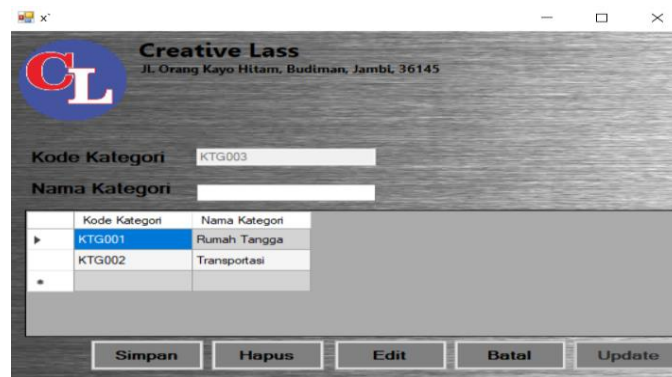 x`
Creative Lass
JL. Orang Kayo Hitam, Budiman, Jambi, 36145
CL
Kode Kategori KTG003
Nama Kategori
Kode Kategori Nama Kategori
KTG001 Rumah Tangga
KTG002 Transportasi
Simpan Hapus Edit Batal Update